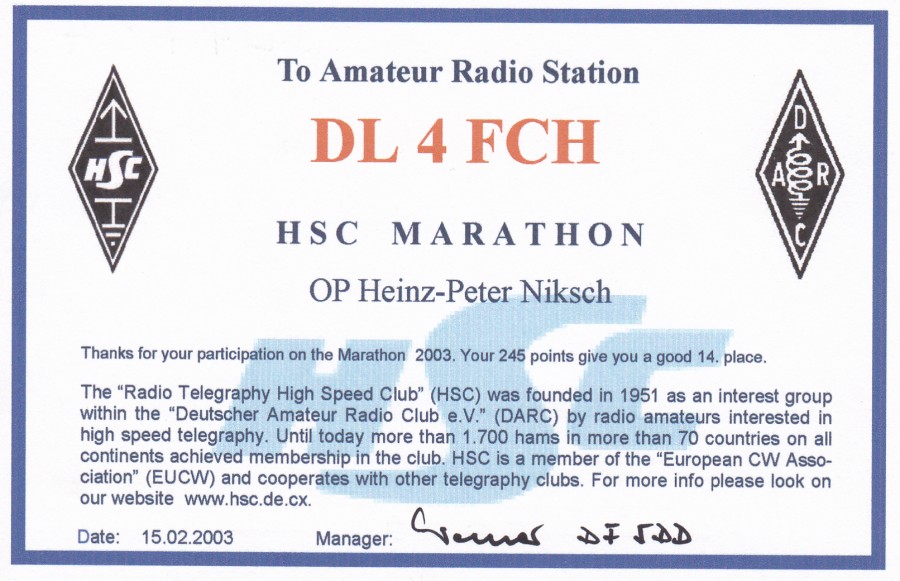 To Amateur Radio Station
DL 4 FCH
HSC
D
A R
C
HSC MARATHON
OP Heinz-Peter Niksch
HSC
Thanks for your participation on the Marathon 2003. Your 245 points give you a good 14. place.
The “Radio Telegraphy High Speed Club” (HSC) was founded in 1951 as an interest group
within the “Deutscher Amateur Radio Club e.V.” (DARC) by radio amateurs interested in
high speed telegraphy. Until today more than 1.700 hams in more than 70 countries on all
continents achieved membership in the club. HSC is a member of the “European CW Asso-
ciation” (EUCW) and cooperates with other telegraphy clubs. For more info please look on
our website www.hsc.de.cx.
Date: 15.02.2003 Manager: DF5DD